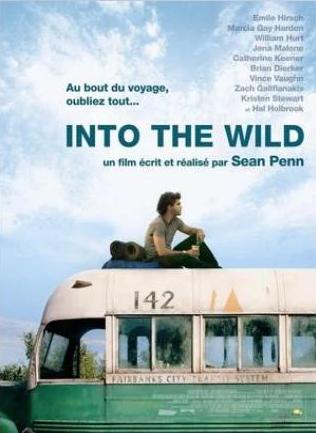 Emile Hirsch
Marcia Gay Harden
William Hurt
Jena Malone
Catherine Keener
Brian Dierker
Vince Vaughn
Zach Galifianakis
Kristen Stewart
et Hal Holbrook
Au bout du voyage,
oubliez tout...
INTO THE WILD
un film écrit et réalisé par Sean Penn
142
FAIRBANKS CITY TRANSIT SYSTEM